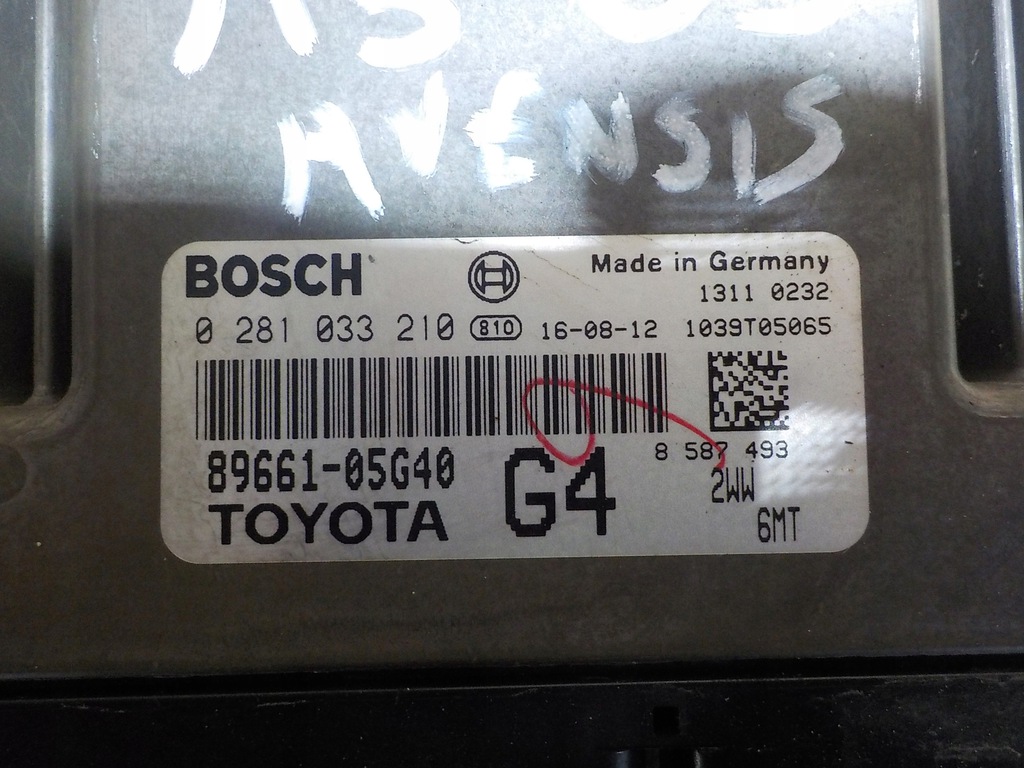 AVENSIS
BOSCH Made in Germany
1311 0232
0 281 033 210 810 16-08-12 1039T05065
8 587 493
89661-05G40 G4 2WW
TOYOTA 6MT